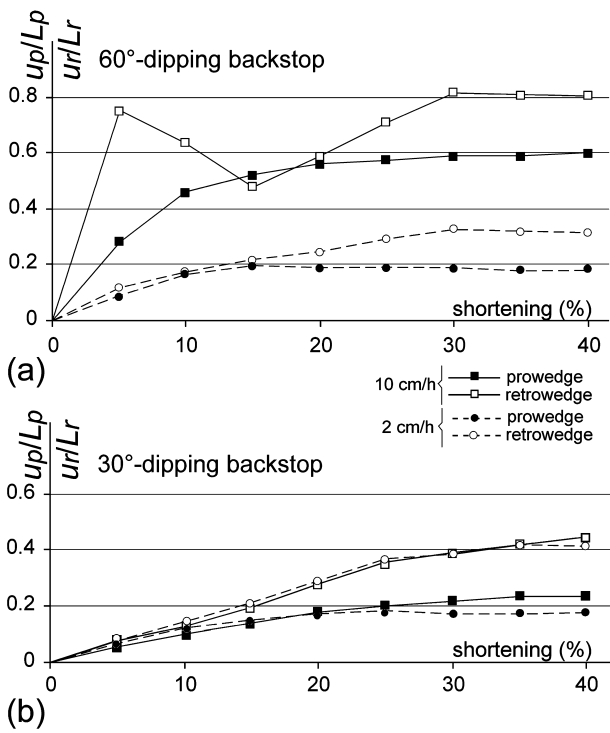 up/Lp
ur/Lr
60°-dipping backstop
0.8
0.6
0.4
0.2
0
shortening (%)
0 10 20 30 40
(a)
10 cm/h
prowedge
retrowedge
2 cm/h
prowedge
retrowedge
up/Lp
ur/Lr
30°-dipping backstop
0.6
0.4
0.2
0
shortening (%)
0 10 20 30 40
(b)